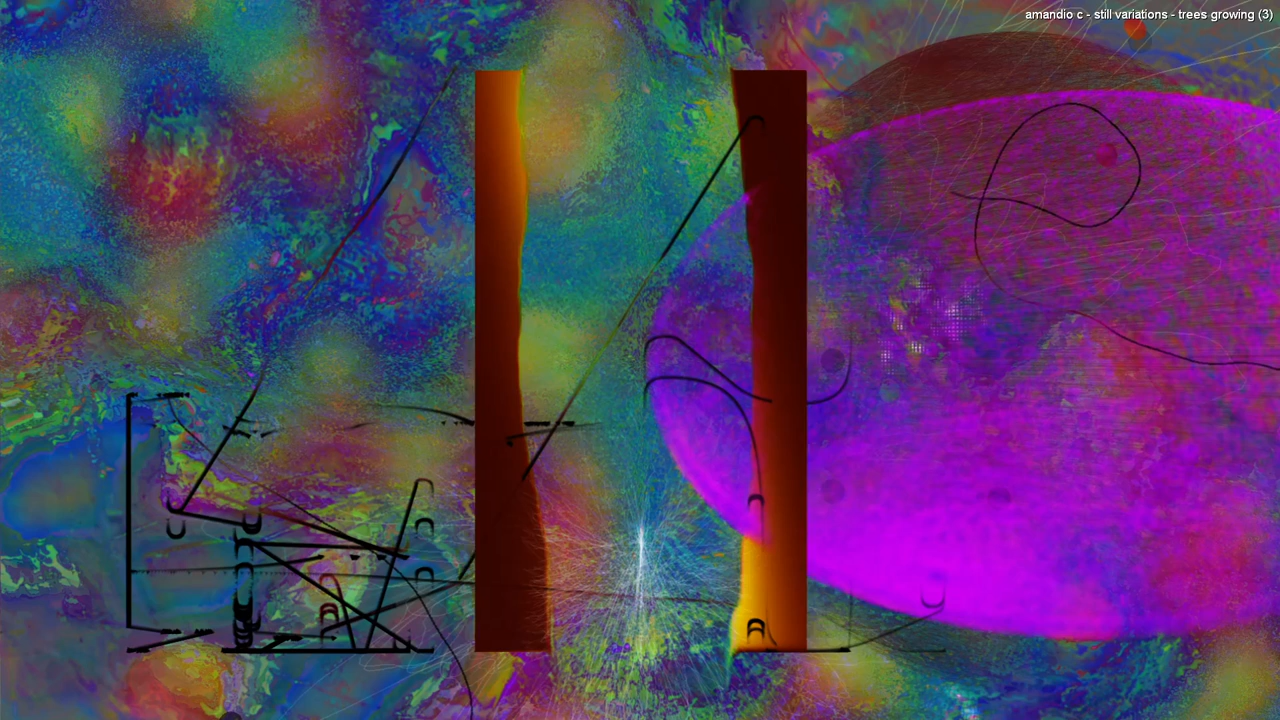 amandio c - still variations - trees growing (3)